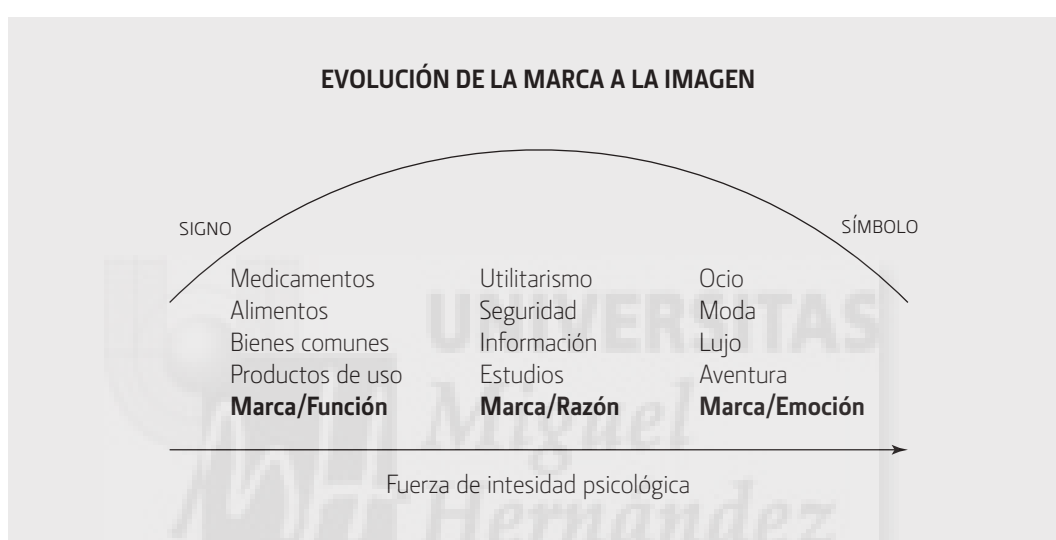 EVOLUCIÓN DE LA MARCA A LA IMAGEN
SIGNO
SÍMBOLO
Medicamentos Utilitarismo Ocio
Alimentos Seguridad Moda
Bienes comunes Información Lujo
Productos de uso Estudios Aventura
Marca/Función Marca/Razón Marca/Emoción
Fuerza de intesidad psicológica
UNIVERSITAS
Miguel
Hernández